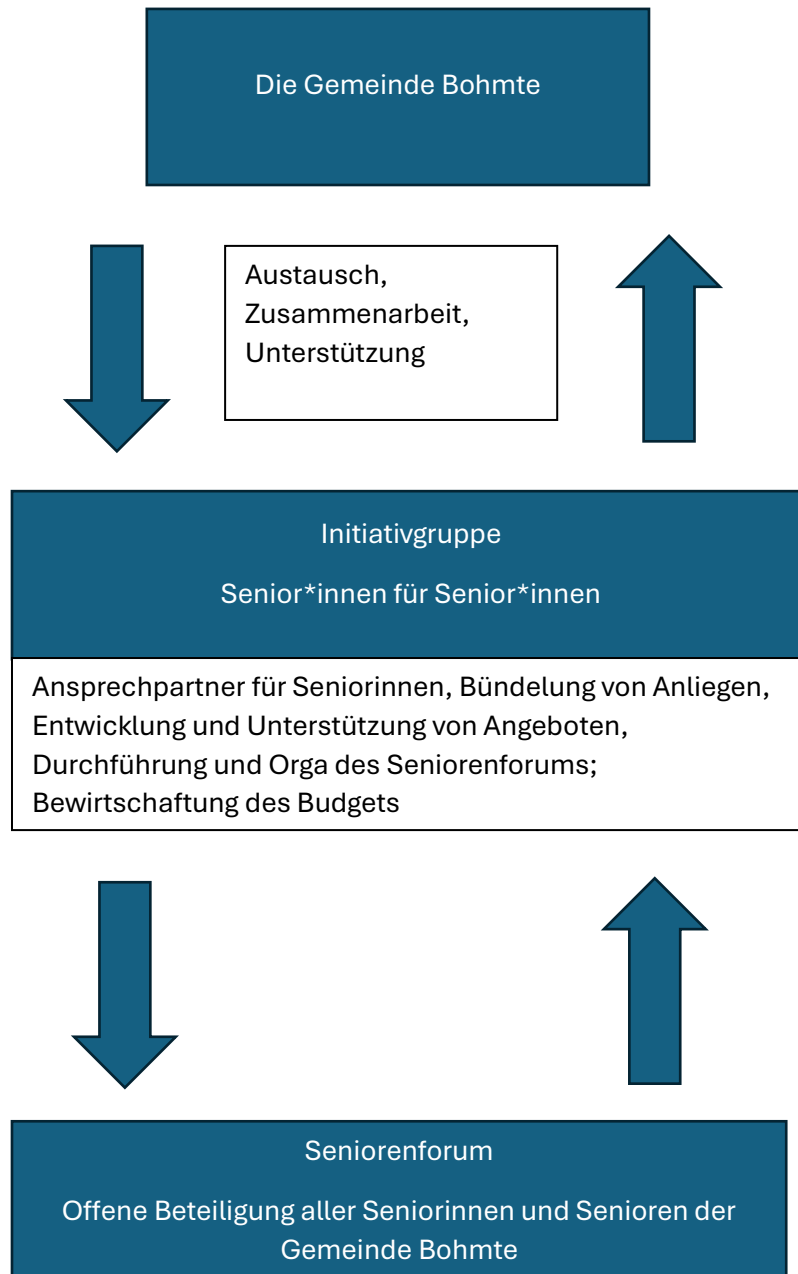 Die Gemeinde Bohmte
Austausch,
Zusammenarbeit,
Unterstützung
Initiativgruppe
Senior*innen für Senior*innen
Ansprechpartner für Seniorinnen, Bündelung von Anliegen,
Entwicklung und Unterstützung von Angeboten,
Durchführung und Orga des Seniorenforums;
Bewirtschaftung des Budgets
Seniorenforum
Offene Beteiligung aller Seniorinnen und Senioren der
Gemeinde Bohmte